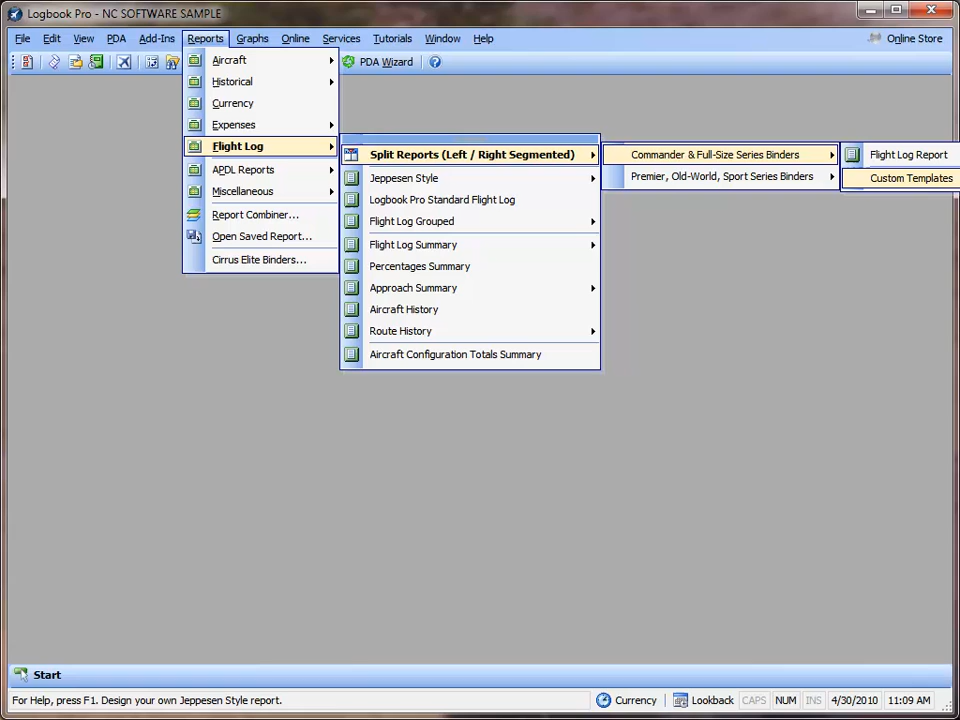 Logbook Pro - NC SOFTWARE SAMPLE
File Edit View PDA Add-Ins Reports Graphs Online Services Tutorials Window Help Online Store
PDA Wizard
Aircraft
Historical
Currency
Expenses
Flight Log
APDL Reports
Miscellaneous
Report Combiner...
Open Saved Report...
Cirrus Elite Binders...
Split Reports (Left / Right Segmented)
Jeppesen Style
Logbook Pro Standard Flight Log
Flight Log Grouped
Flight Log Summary
Percentages Summary
Approach Summary
Aircraft History
Route History
Aircraft Configuration Totals Summary
Commander & Full-Size Series Binders
Premier, Old-World, Sport Series Binders
Flight Log Report
Custom Templates
Start
For Help, press F1. Design your own Jeppesen Style report. Currency Lookback CAPS NUM INS 4/30/2010 11:09 AM